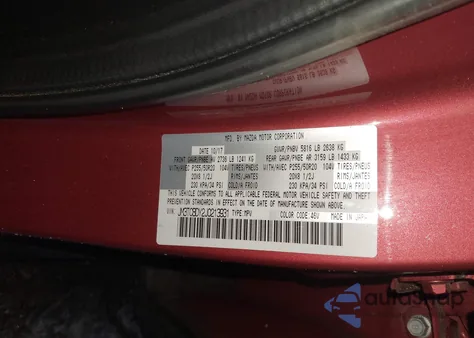 MFD. BY MAZDA MOTOR CORPORATION
DATE 10/17 GVWR/PNBV 5816 LB 2638 KG
FRONT GAWR/PNBE AV 2736 LB 1241 KG REAR GAWR/PNBE AR 3159 LB 1433 KG
WITH/AVEC P255/50R20 104V TIRES/PNEUS WITH/AVEC P255/50R20 104V TIRES/PNEUS
20X8 1/2J RIMS/JANTES 20X8 1/2J RIMS/JANTES
230 KPA/34 PSI COLD/A FROID 230 KPA/34 PSI COLD/A FROID
THIS VEHICLE CONFORMS TO ALL APPLICABLE FEDERAL MOTOR VEHICLE SAFETY AND THEFT
PREVENTION STANDARDS IN EFFECT ON THE DATE OF MANUFACTURE SHOWN ABOVE.
TYPE:MPV COLOR CODE:46V MADE IN JAPAN
autosnap